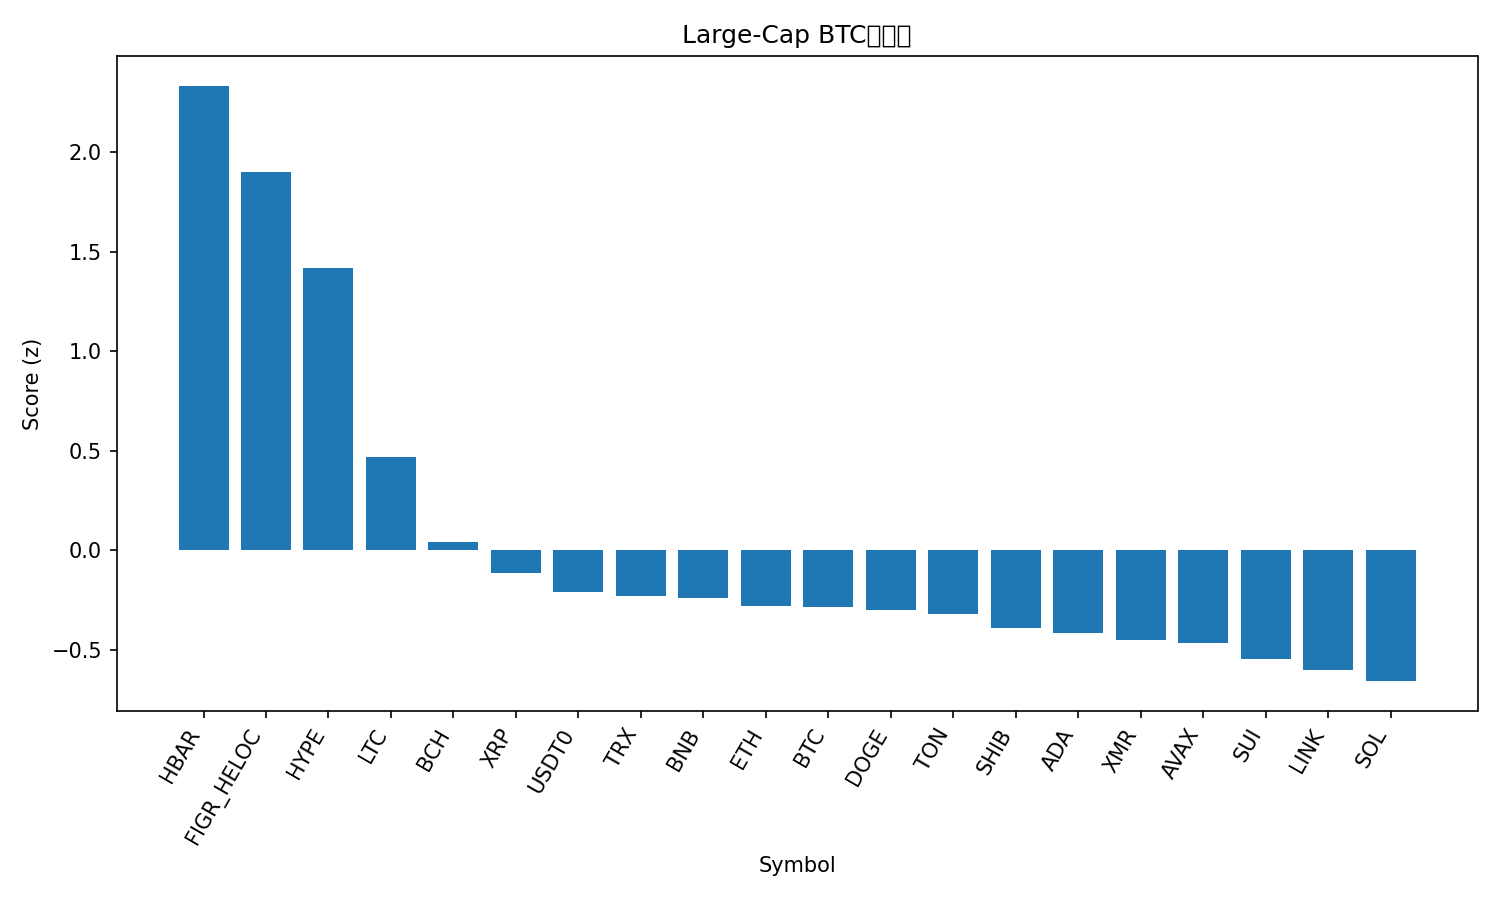 Large-Cap BTC
2.0
1.5
1.0
0.5
0.0
−0.5
Score (z)
HBAR
FIGR_HELOC
HYPE
LTC
BCH
XRP
USDT0
TRX
BNB
ETH
BTC
DOGE
TON
SHIB
ADA
XMR
AVAX
SUI
LINK
SOL
Symbol